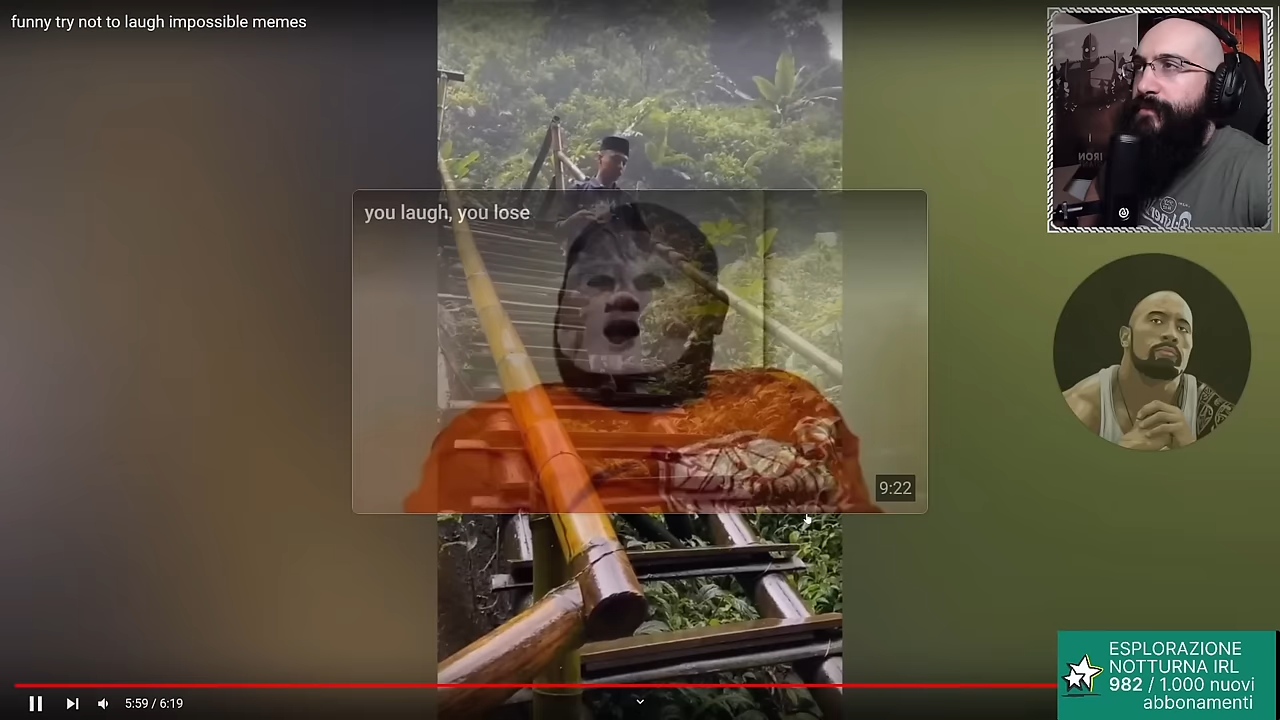 funny try not to laugh impossible memes
you laugh, you lose
9:22
ESPLORAZIONE
NOTTURNA IRL
982 / 1.000 nuovi
abbonamenti
5:59 / 6:19